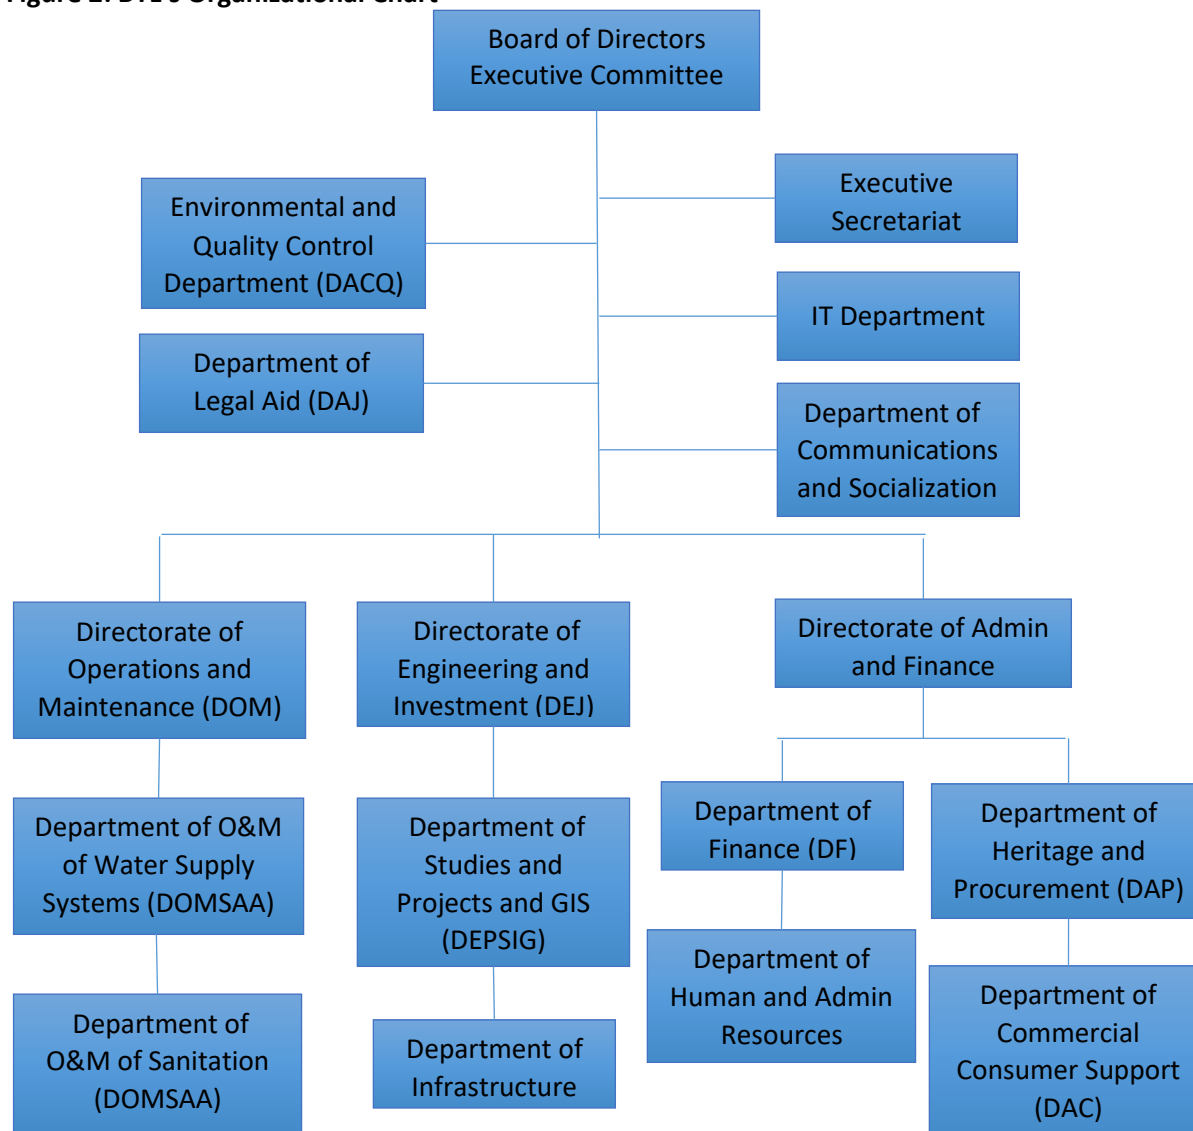 Board of Directors
Executive Committee
Environmental and
Quality Control
Department (DACQ)
Executive
Secretariat
IT Department
Department of
Legal Aid (DAJ)
Department of
Communications
and Socialization
Directorate of
Operations and
Maintenance (DOM)
Directorate of
Engineering and
Investment (DEJ)
Directorate of Admin
and Finance
Department of O&M
of Water Supply
Systems (DOMSAA)
Department of
Studies and
Projects and GIS
(DEPSIG)
Department of
Finance (DF)
Department of
Heritage and
Procurement (DAP)
Department of
O&M of Sanitation
(DOMSAA)
Department of
Infrastructure
Department of
Human and Admin
Resources
Department of
Commercial
Consumer Support
(DAC)